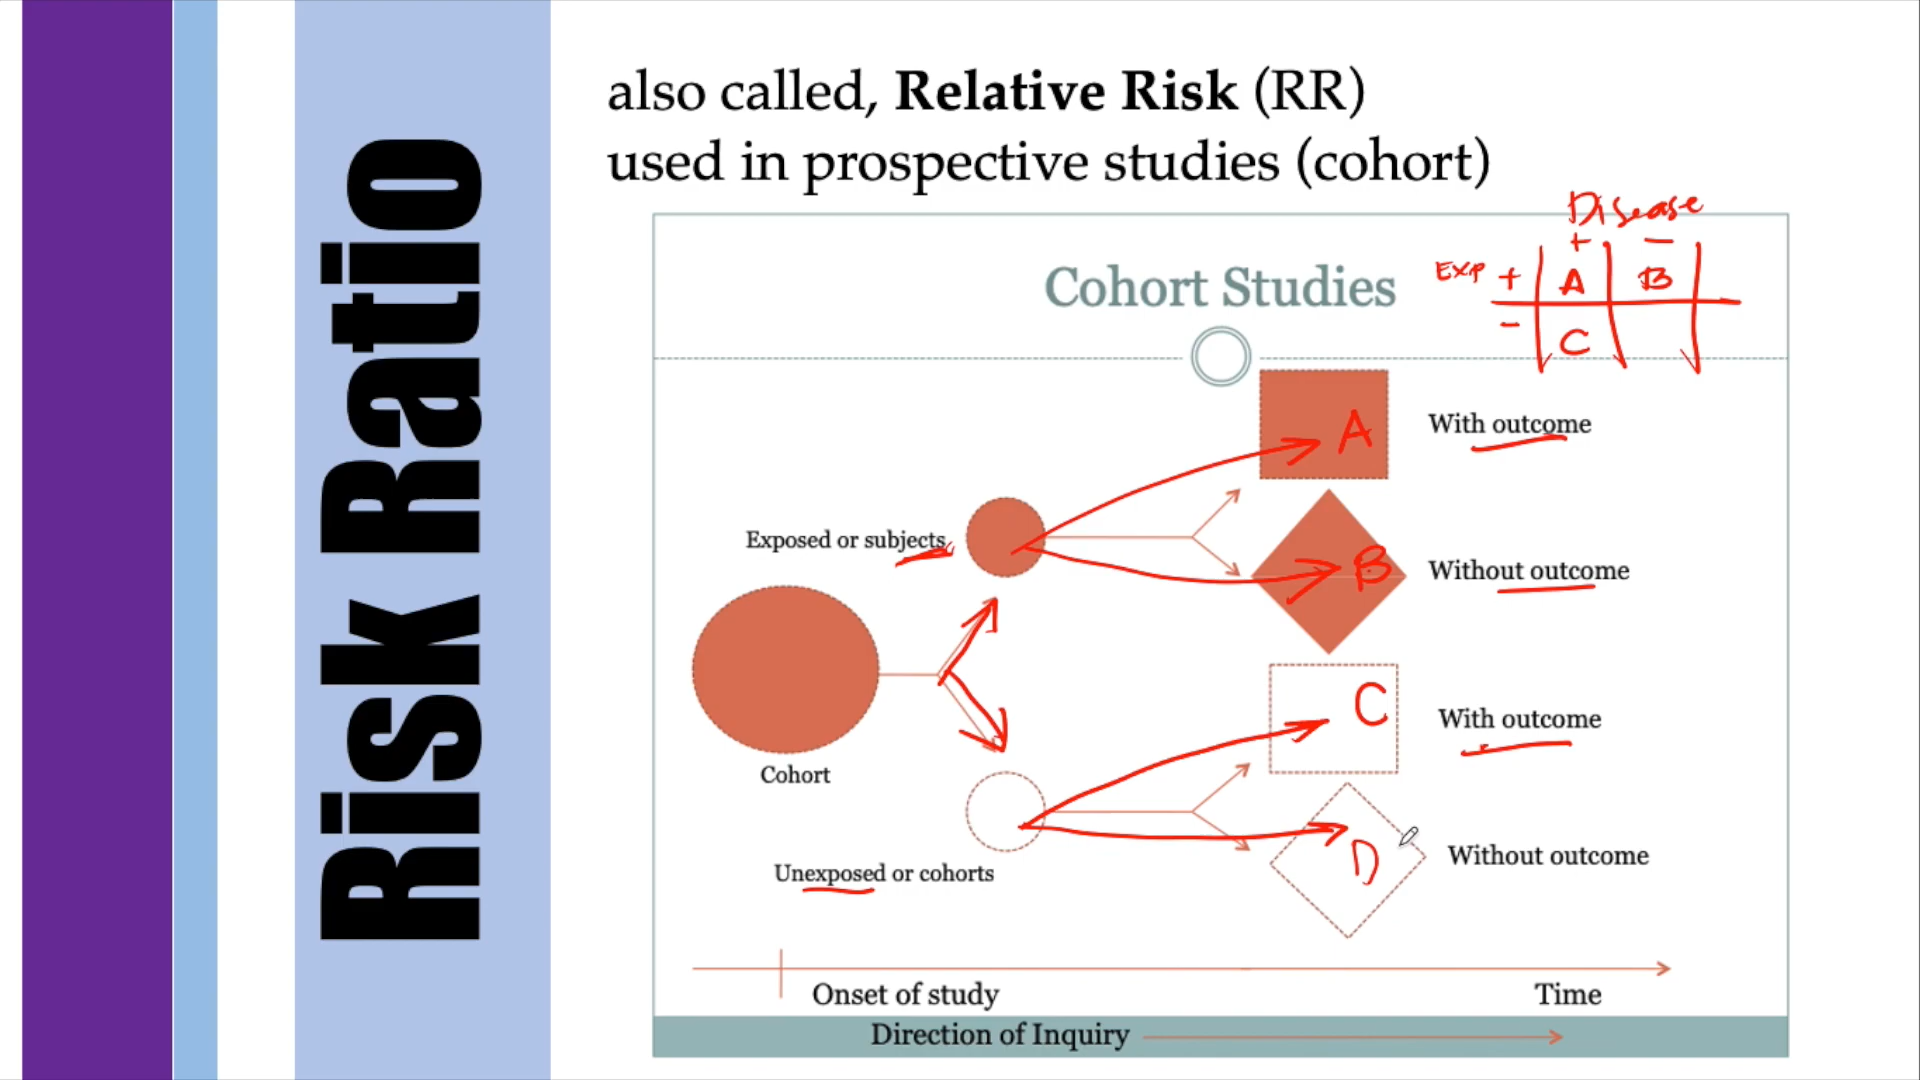 Risk Ratio
also called, Relative Risk (RR)
used in prospective studies (cohort)
Disease
+ −
Exp + A B
− C
Cohort Studies
A
With outcome
Exposed or subjects
B
Without outcome
C
With outcome
Cohort
D
Without outcome
Unexposed or cohorts
Onset of study
Time
Direction of Inquiry